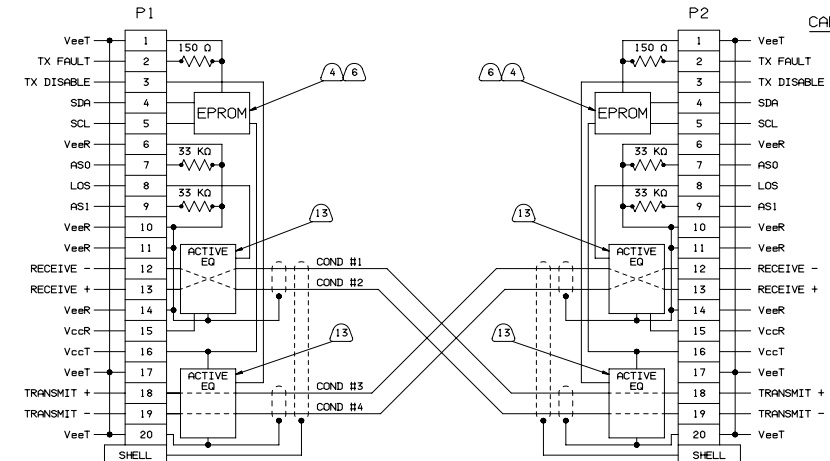 P1 P2 CA
VeeT 1 1 VeeT
150 Ω 150 Ω
TX FAULT 2 2 TX FAULT
TX DISABLE 3 4 6 6 4 3 TX DISABLE
SDA 4 4 SDA
EPROM EPROM
SCL 5 5 SCL
VeeR 6 6 VeeR
33 KΩ 33 KΩ
AS0 7 7 AS0
LOS 8 8 LOS
33 KΩ 33 KΩ
AS1 9 9 AS1
VeeR 10 13 13 10 VeeR
VeeR 11 ACTIVE EQ ACTIVE EQ 11 VeeR
RECEIVE - 12 COND #1 12 RECEIVE -
RECEIVE + 13 COND #2 13 RECEIVE +
VeeR 14 14 VeeR
VccR 15 13 13 15 VccR
VccT 16 16 VccT
VeeT 17 ACTIVE EQ ACTIVE EQ 17 VeeT
TRANSMIT + 18 COND #3 18 TRANSMIT +
TRANSMIT - 19 COND #4 19 TRANSMIT -
VeeT 20 20 VeeT
SHELL SHELL